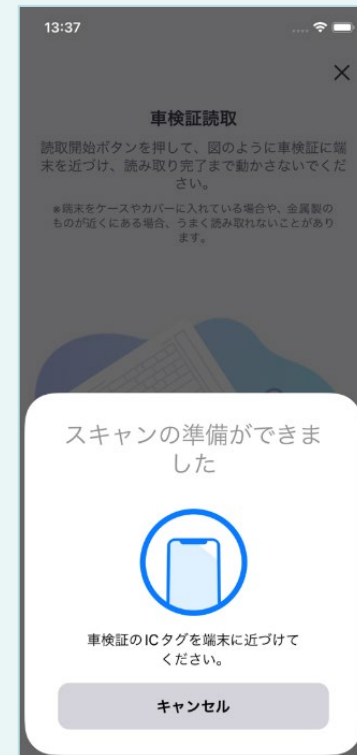 13:37
車検証読取
読取開始ボタンを押して、図のように車検証に端
末を近づけ、読み取り完了まで動かさないでくだ
さい。
※端末をケースやカバーに入れている場合や、金属製の
ものが近くにある場合、うまく読み取れないことがあり
ます。
スキャンの準備ができま
した
車検証のICタグを端末に近づけて
ください。
キャンセル